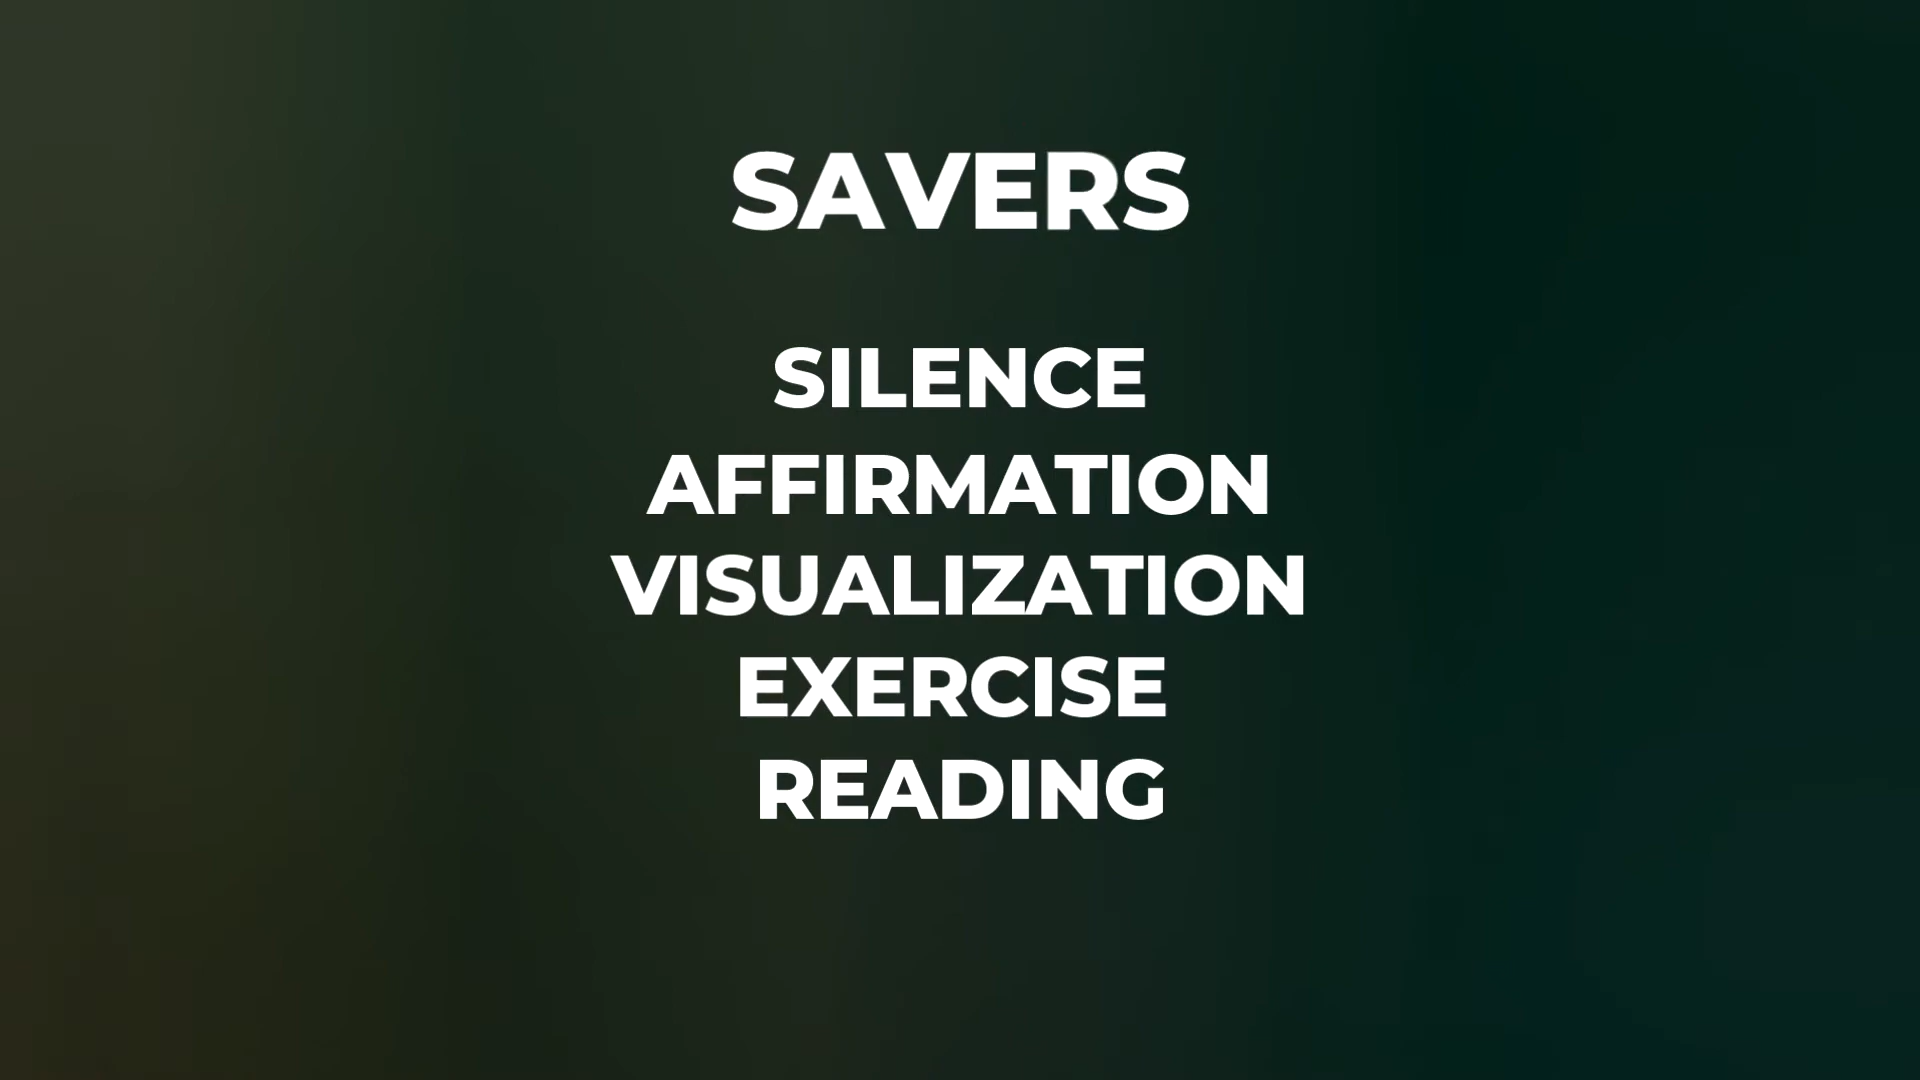 SAVERS
SILENCE
AFFIRMATION
VISUALIZATION
EXERCISE
READING